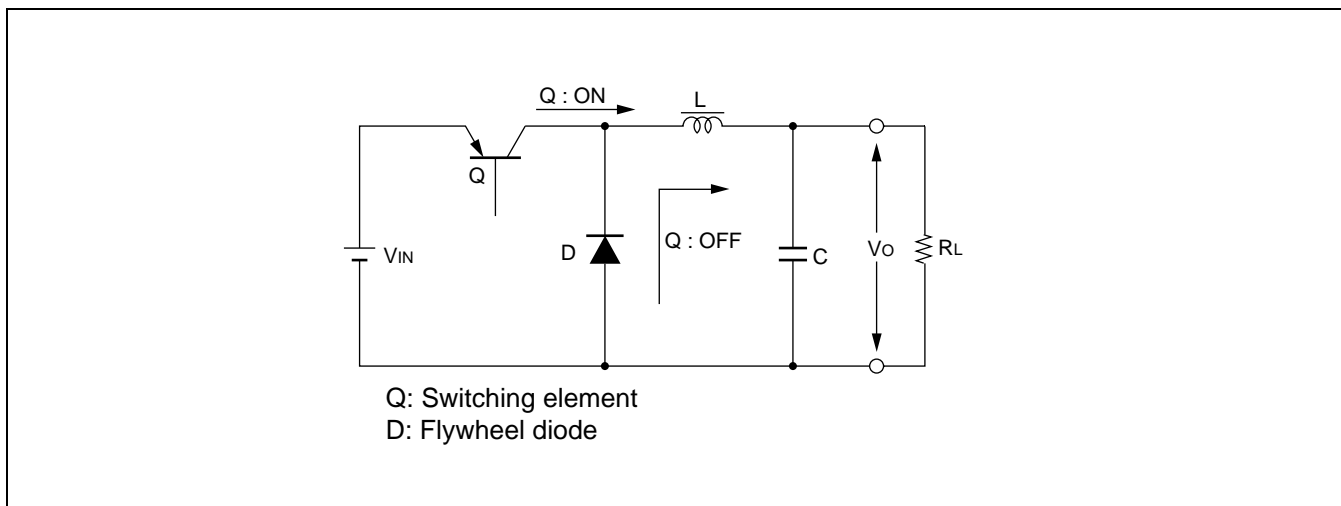 Q : ON
L
Q
VIN
D
Q : OFF
C
VO
RL
Q: Switching element
D: Flywheel diode